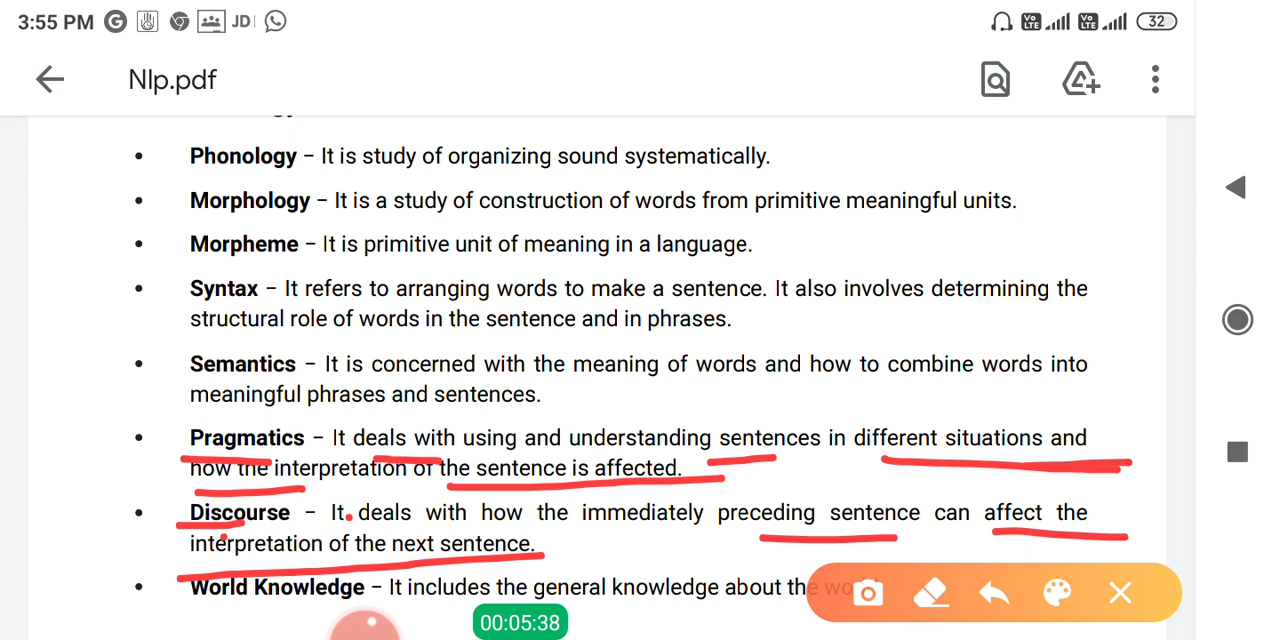 3:55 PM G JD Vo LTE Vo LTE 32
Nlp.pdf
• Phonology – It is study of organizing sound systematically.
• Morphology – It is a study of construction of words from primitive meaningful units.
• Morpheme – It is primitive unit of meaning in a language.
• Syntax – It refers to arranging words to make a sentence. It also involves determining the
structural role of words in the sentence and in phrases.
• Semantics – It is concerned with the meaning of words and how to combine words into
meaningful phrases and sentences.
• Pragmatics – It deals with using and understanding sentences in different situations and
how the interpretation of the sentence is affected.
• Discourse – It deals with how the immediately preceding sentence can affect the
interpretation of the next sentence.
• World Knowledge – It includes the general knowledge about the
00:05:38